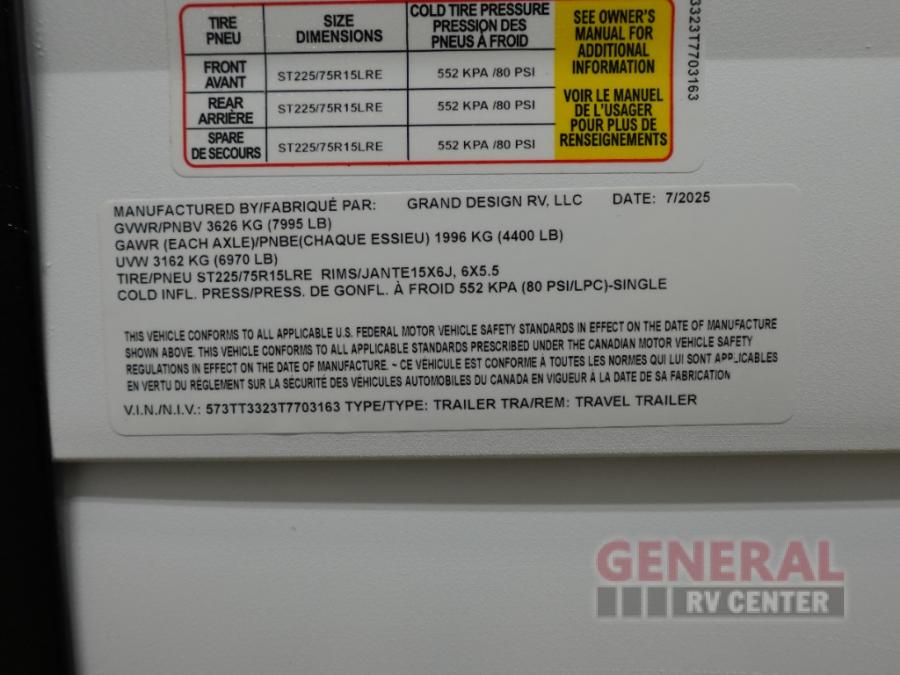 TIRE PNEU
SIZE DIMENSIONS
COLD TIRE PRESSURE PRESSION DES PNEUS À FROID
FRONT AVANT
ST225/75R15LRE
552 KPA /80 PSI
REAR ARRIÈRE
ST225/75R15LRE
552 KPA /80 PSI
SPARE DE SECOURS
ST225/75R15LRE
552 KPA /80 PSI
SEE OWNER'S
MANUAL FOR
ADDITIONAL
INFORMATION
VOIR LE MANUEL
DE L'USAGER
POUR PLUS DE
RENSEIGNEMENTS
3323T7703163
MANUFACTURED BY/FABRIQUÉ PAR: GRAND DESIGN RV, LLC DATE: 7/2025
GVWR/PNBV 3626 KG (7995 LB)
GAWR (EACH AXLE)/PNBE(CHAQUE ESSIEU) 1996 KG (4400 LB)
UVW 3162 KG (6970 LB)
TIRE/PNEU ST225/75R15LRE RIMS/JANTE15X6J, 6X5.5
COLD INFL. PRESS/PRESS. DE GONFL. À FROID 552 KPA (80 PSI/LPC)-SINGLE
THIS VEHICLE CONFORMS TO ALL APPLICABLE U.S. FEDERAL MOTOR VEHICLE SAFETY STANDARDS IN EFFECT ON THE DATE OF MANUFACTURE
SHOWN ABOVE. THIS VEHICLE CONFORMS TO ALL APPLICABLE STANDARDS PRESCRIBED UNDER THE CANADIAN MOTOR VEHICLE SAFETY
REGULATIONS IN EFFECT ON THE DATE OF MANUFACTURE. ~ CE VÉHICULE EST CONFORME À TOUTES LES NORMES QUI LUI SONT APPLICABLES
EN VERTU DU RÈGLEMENT SUR LA SÉCURITÉ DES VÉHICULES AUTOMOBILES DU CANADA EN VIGUEUR À LA DATE DE SA FABRICATION
V.I.N./N.I.V.: 573TT3323T7703163 TYPE/TYPE: TRAILER TRA/REM: TRAVEL TRAILER
GENERAL
RV CENTER